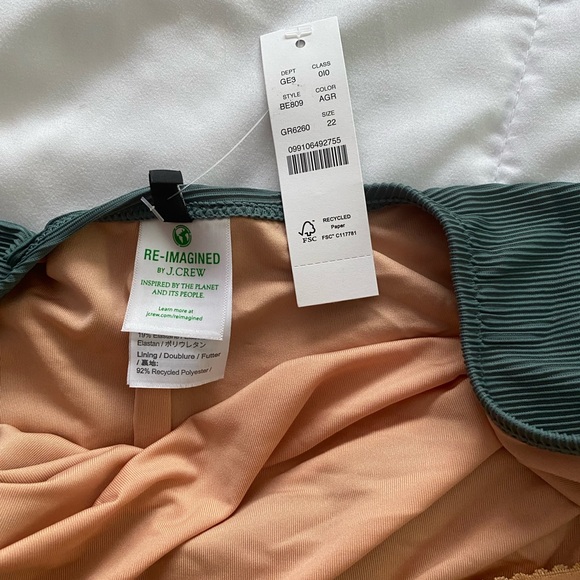 DEPT CLASS
GE3 0I0
STYLE COLOR
BE809 AGR
SIZE
GR6260 22
099106492755
RECYCLED
Paper
FSC® C117781
FSC
RE-IMAGINED
BY J.CREW
INSPIRED BY THE PLANET
AND ITS PEOPLE.
Learn more at
jcrew.com/reimagined
19%
Elastan / ポリウレタン
Lining / Doublure / Futter
/ 裏地:
92% Recycled Polyester /